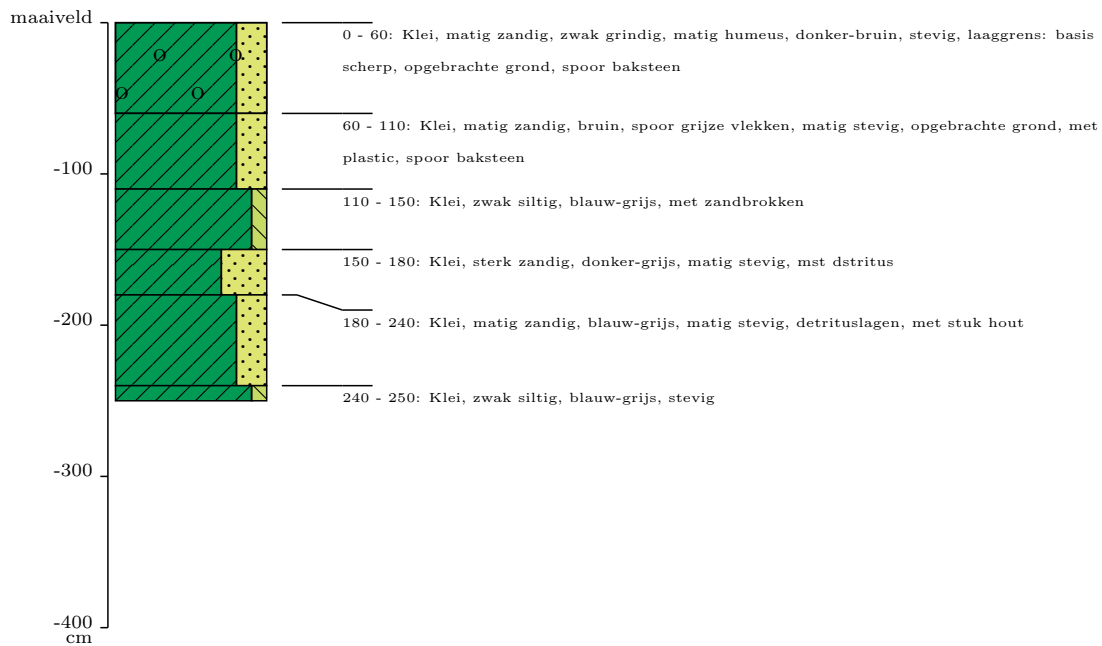 maaiveld
0 - 60: Klei, matig zandig, zwak grindig, matig humeus, donker-bruin, stevig, laaggrens: basis
scherp, opgebrachte grond, spoor baksteen
60 - 110: Klei, matig zandig, bruin, spoor grijze vlekken, matig stevig, opgebrachte grond, met
plastic, spoor baksteen
-100
110 - 150: Klei, zwak siltig, blauw-grijs, met zandbrokken
150 - 180: Klei, sterk zandig, donker-grijs, matig stevig, mst dstritus
-200
180 - 240: Klei, matig zandig, blauw-grijs, matig stevig, detrituslagen, met stuk hout
240 - 250: Klei, zwak siltig, blauw-grijs, stevig
-300
-400
cm